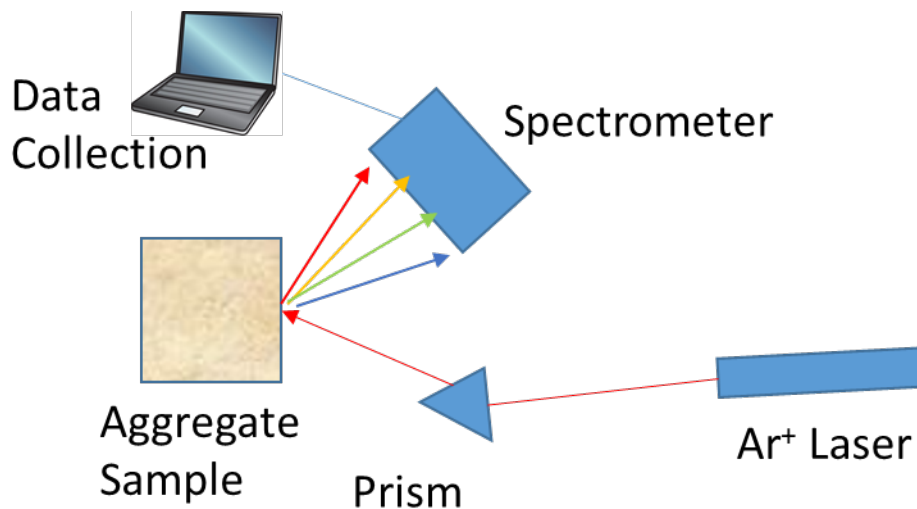 Data
Collection
Spectrometer
Aggregate
Sample
Prism
Ar⁺ Laser